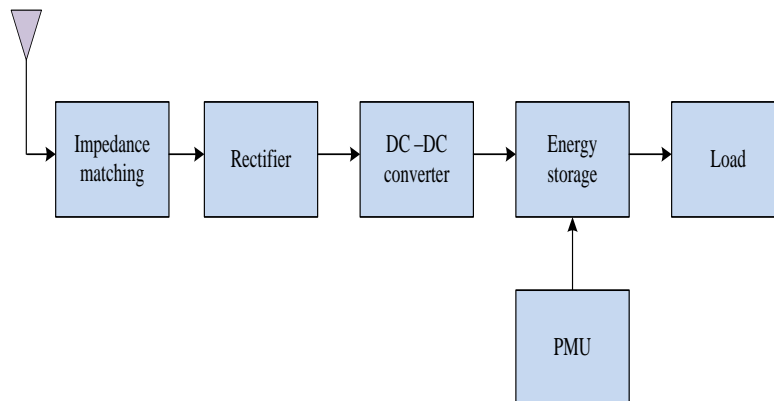 Impedance
matching
Rectifier
DC –DC
converter
Energy
storage
Load
PMU